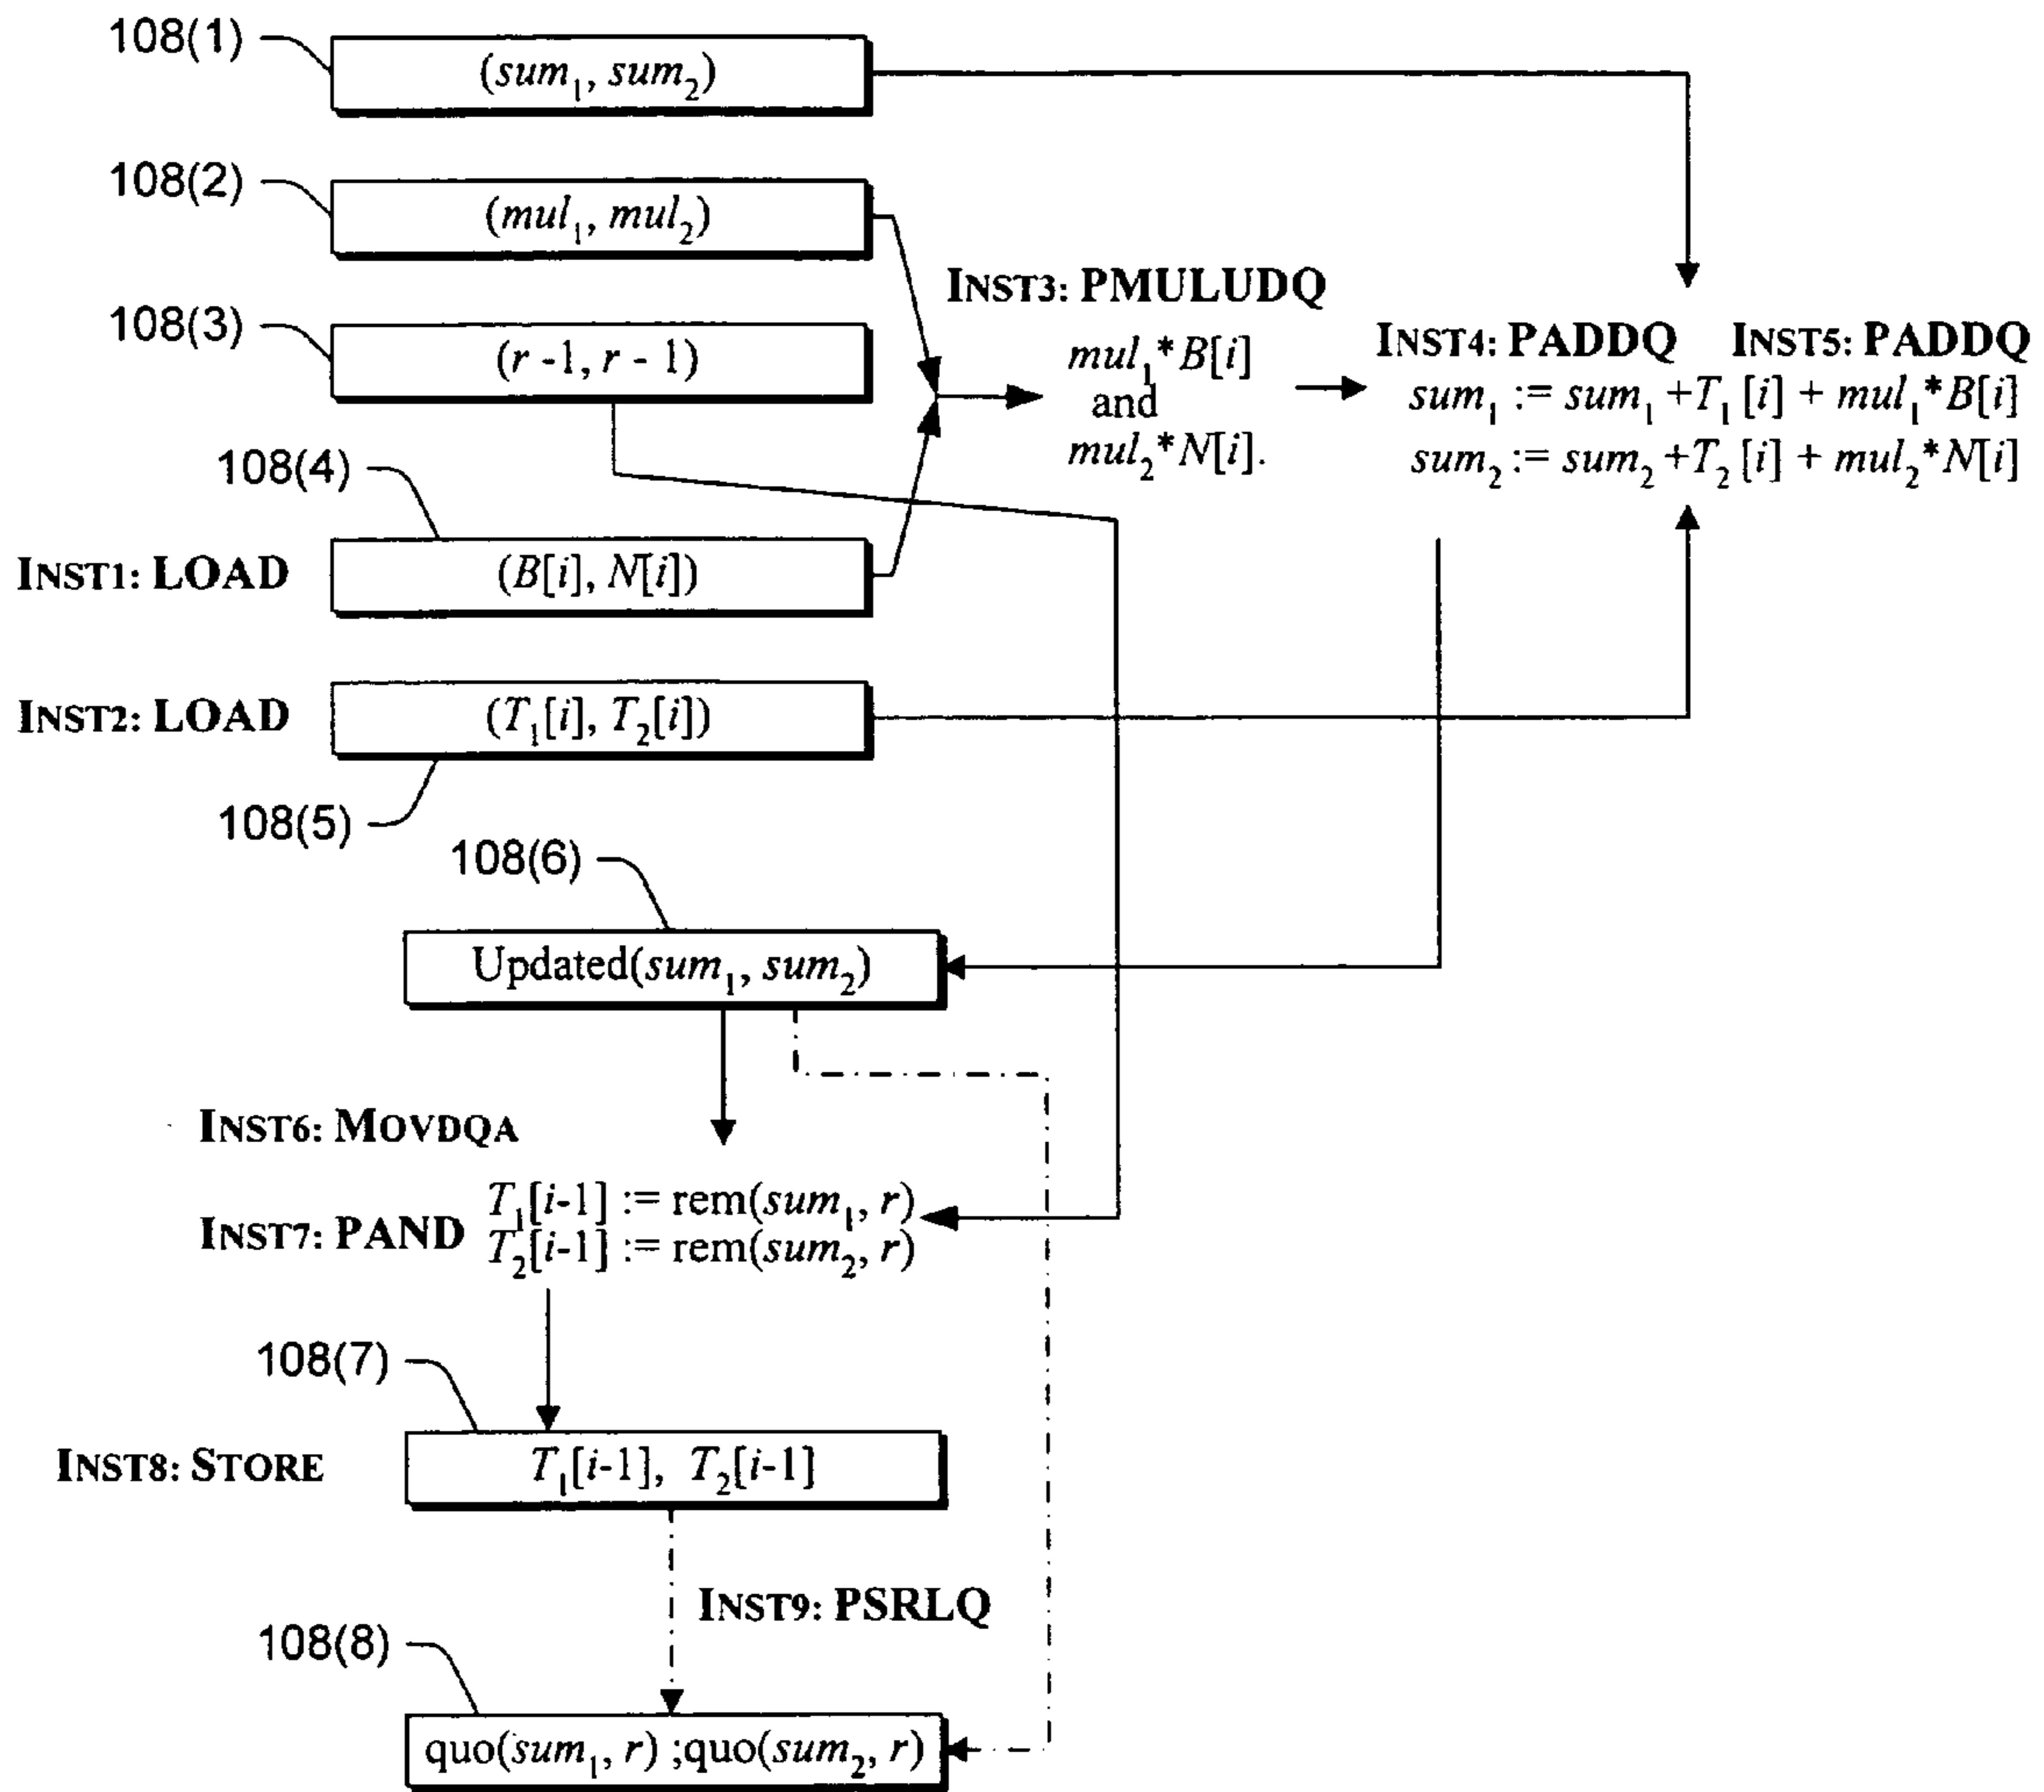 108(1)
(sum₁, sum₂)
108(2)
(mul₁, mul₂)
108(3)
(r -1, r - 1)
INST3: PMULUDQ
mul₁*B[i]
and
mul₂*N[i].
INST4: PADDQ INST5: PADDQ
sum₁ := sum₁ +T₁[i] + mul₁*B[i]
sum₂ := sum₂ +T₂[i] + mul₂*N[i]
108(4)
INST1: LOAD
(B[i], N[i])
INST2: LOAD
(T₁[i], T₂[i])
108(5)
108(6)
Updated(sum₁, sum₂)
INST6: MOVDQA
INST7: PAND
T₁[i-1] := rem(sum₁, r)
T₂[i-1] := rem(sum₂, r)
108(7)
INST8: STORE
T₁[i-1], T₂[i-1]
INST9: PSRLQ
108(8)
quo(sum₁, r) ;quo(sum₂, r)